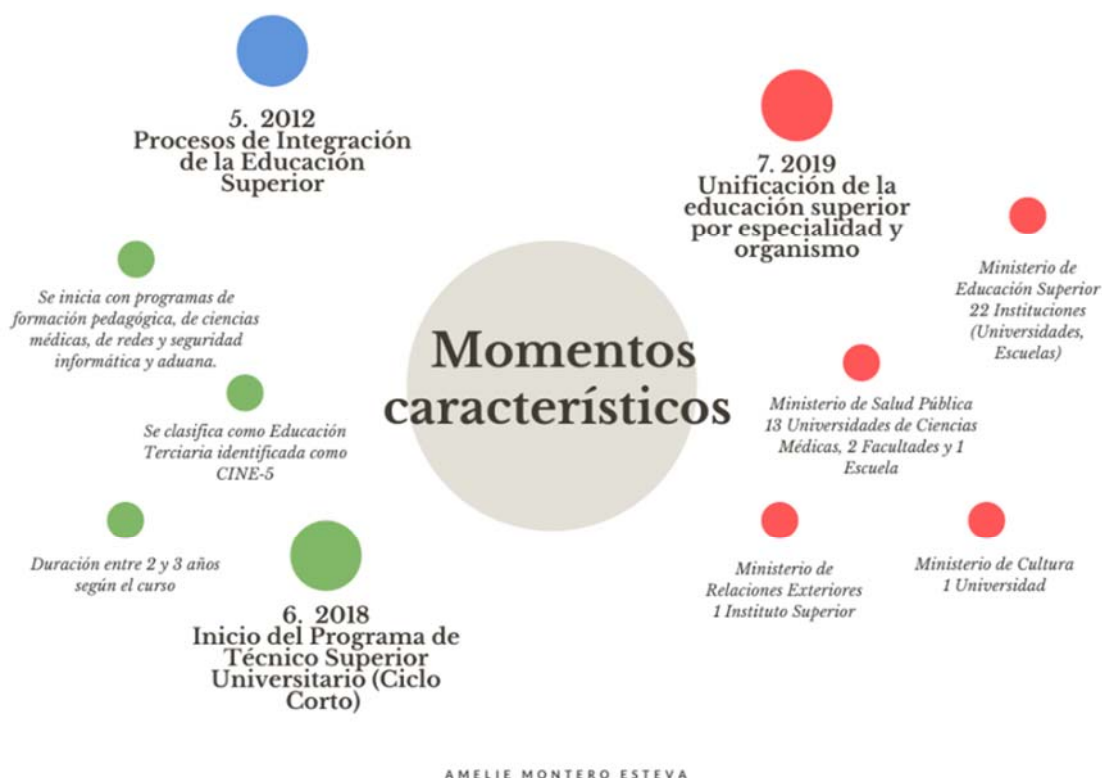 5. 2012
Procesos de Integración
de la Educación
Superior
Se inicia con programas de
formación pedagógica, de ciencias
médicas, de redes y seguridad
informática y aduana.
Se clasifica como Educación
Terciaria identificada como
CINE-5
Duración entre 2 y 3 años
según el curso
6. 2018
Inicio del Programa de
Técnico Superior
Universitario (Ciclo
Corto)
Momentos
característicos
7. 2019
Unificación de la
educación superior
por especialidad y
organismo
Ministerio de
Educación Superior
22 Instituciones
(Universidades,
Escuelas)
Ministerio de Salud Pública
13 Universidades de Ciencias
Médicas, 2 Facultades y 1
Escuela
Ministerio de
Relaciones Exteriores
1 Instituto Superior
Ministerio de Cultura
1 Universidad
AMELIE MONTERO ESTEVA